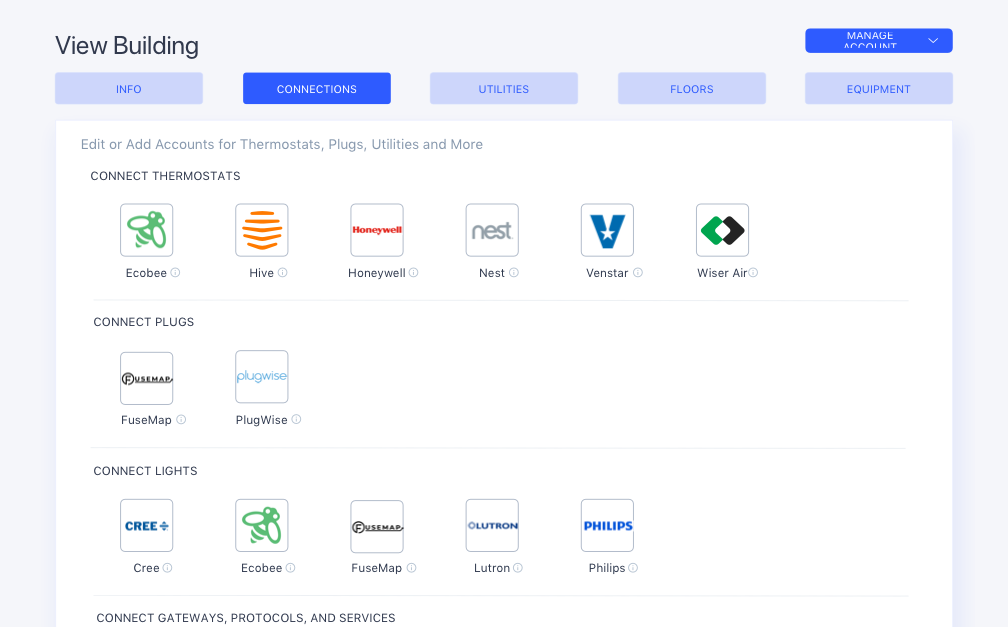 View Building
MANAGE
ACCOUNT
INFO
CONNECTIONS
UTILITIES
FLOORS
EQUIPMENT
Edit or Add Accounts for Thermostats, Plugs, Utilities and More
CONNECT THERMOSTATS
Honeywell
nest
Ecobee
Hive
Honeywell
Nest
Venstar
Wiser Air
CONNECT PLUGS
FUSEMAP
plugwise
FuseMap
PlugWise
CONNECT LIGHTS
CREE
FUSEMAP
LUTRON
PHILIPS
Cree
Ecobee
FuseMap
Lutron
Philips
CONNECT GATEWAYS, PROTOCOLS, AND SERVICES